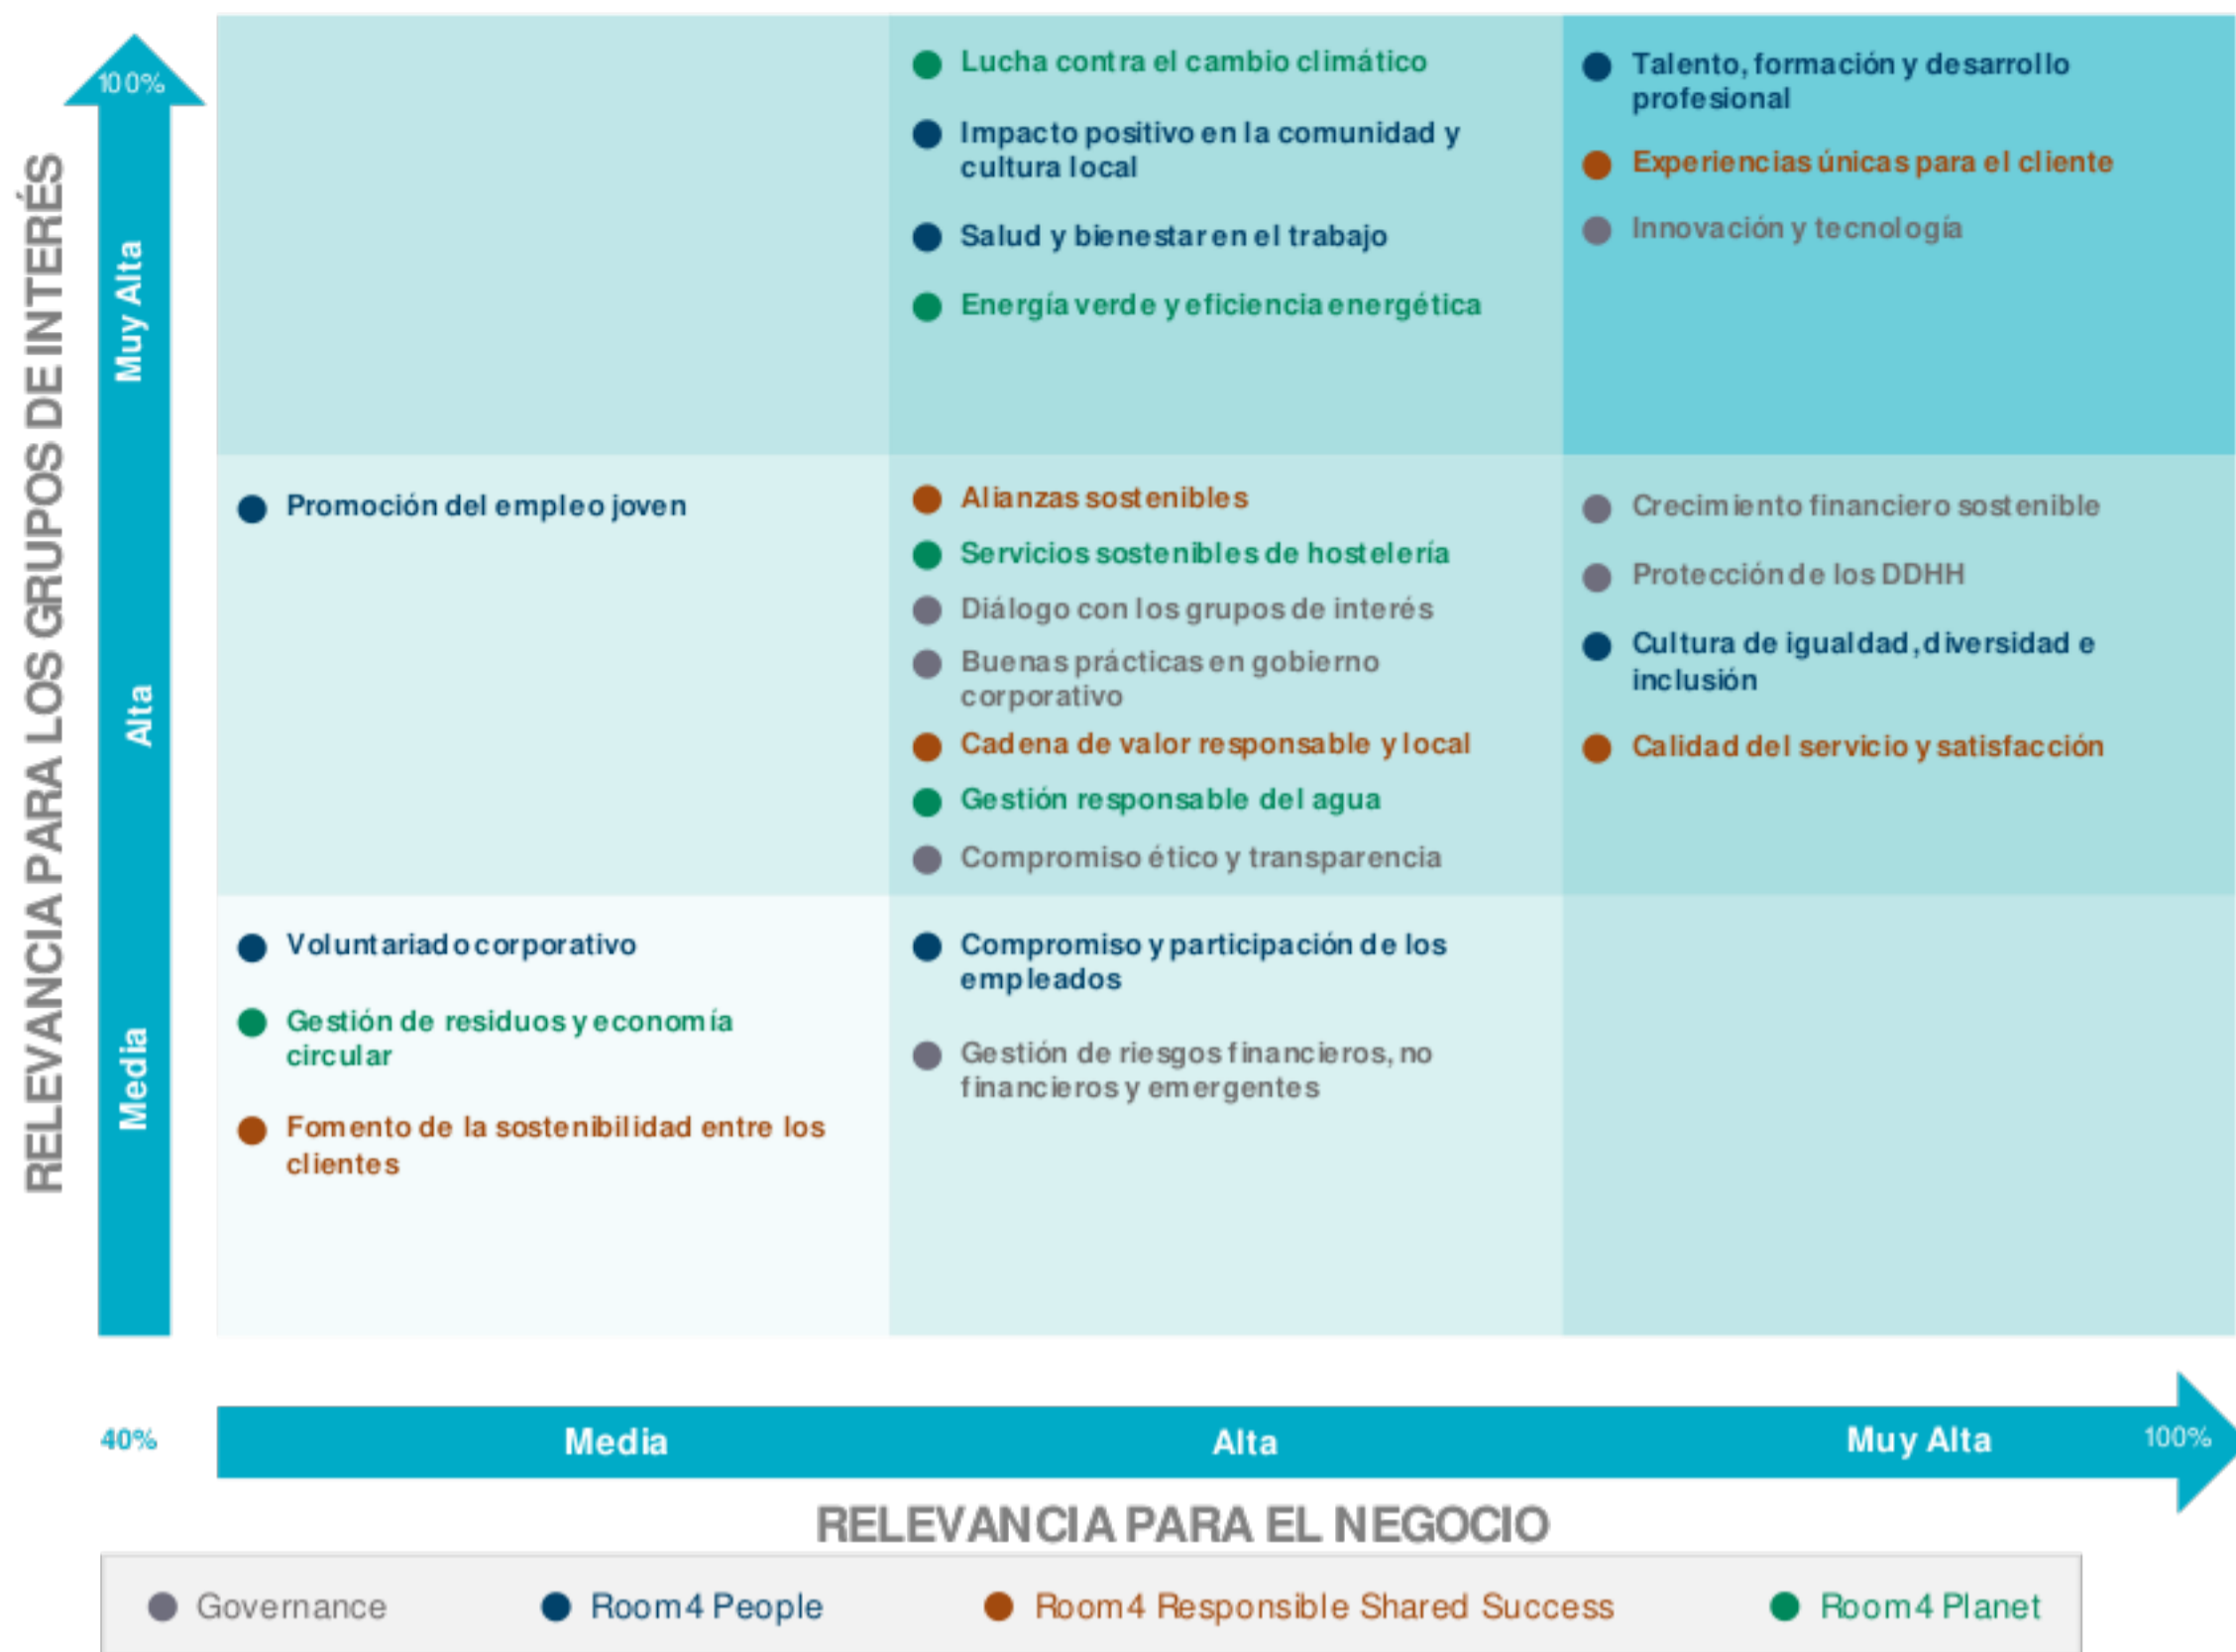 RELEVANCIA PARA LOS GRUPOS DE INTERÉS
100%
Muy Alta
Alta
Media
Lucha contra el cambio climático
Impacto positivo en la comunidad y
cultura local
Salud y bienestar en el trabajo
Energía verde y eficiencia energética
Talento, formación y desarrollo
profesional
Experiencias únicas para el cliente
Innovación y tecnología
Promoción del empleo joven
Alianzas sostenibles
Servicios sostenibles de hostelería
Diálogo con los grupos de interés
Buenas prácticas en gobierno
corporativo
Cadena de valor responsable y local
Gestión responsable del agua
Compromiso ético y transparencia
Crecimiento financiero sostenible
Protección de los DDHH
Cultura de igualdad, diversidad e
inclusión
Calidad del servicio y satisfacción
Voluntariado corporativo
Gestión de residuos y economía
circular
Fomento de la sostenibilidad entre los
clientes
Compromiso y participación de los
empleados
Gestión de riesgos financieros, no
financieros y emergentes
40%
Media
Alta
Muy Alta
100%
RELEVANCIA PARA EL NEGOCIO
Governance
Room4 People
Room4 Responsible Shared Success
Room4 Planet